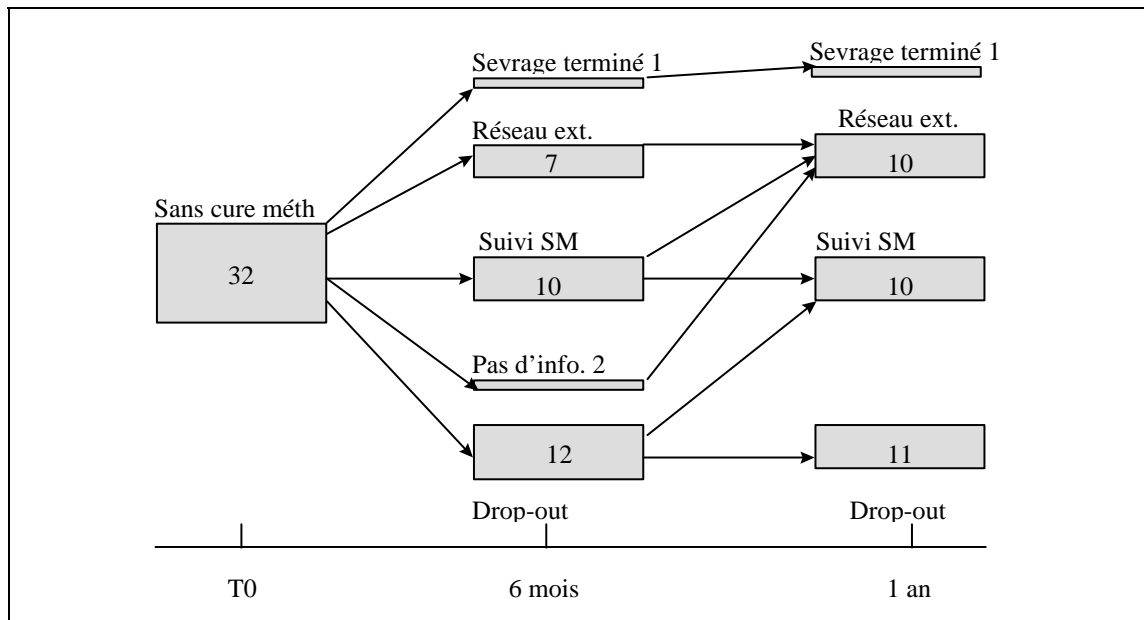 Sevrage terminé 1
Sevrage terminé 1
Réseau ext.
7
Réseau ext.
10
Sans cure méth
32
Suivi SM
10
Suivi SM
10
Pas d’info. 2
12
11
Drop-out
Drop-out
T0
6 mois
1 an